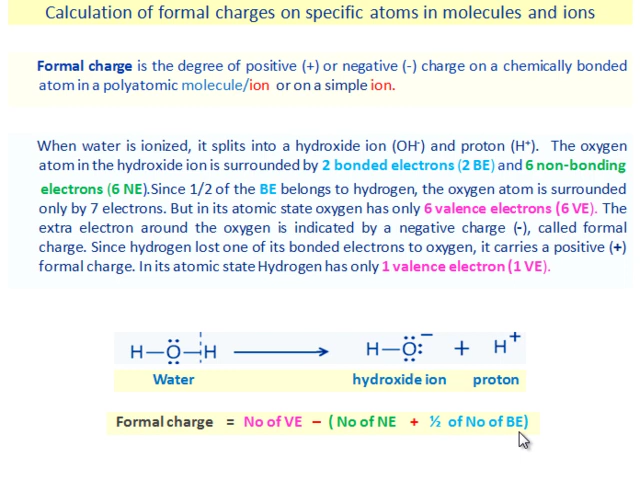 Calculation of formal charges on specific atoms in molecules and ions
Formal charge is the degree of positive (+) or negative (-) charge on a chemically bonded
atom in a polyatomic molecule/ion or on a simple ion.
When water is ionized, it splits into a hydroxide ion (OH⁻) and proton (H⁺). The oxygen
atom in the hydroxide ion is surrounded by 2 bonded electrons (2 BE) and 6 non-bonding
electrons (6 NE).Since 1/2 of the BE belongs to hydrogen, the oxygen atom is surrounded
only by 7 electrons. But in its atomic state oxygen has only 6 valence electrons (6 VE). The
extra electron around the oxygen is indicated by a negative charge (-), called formal
charge. Since hydrogen lost one of its bonded electrons to oxygen, it carries a positive (+)
formal charge. In its atomic state Hydrogen has only 1 valence electron (1 VE).
H—O—H → H—O:⁻ + H⁺
Water hydroxide ion proton
Formal charge = No of VE – ( No of NE + ½ of No of BE)